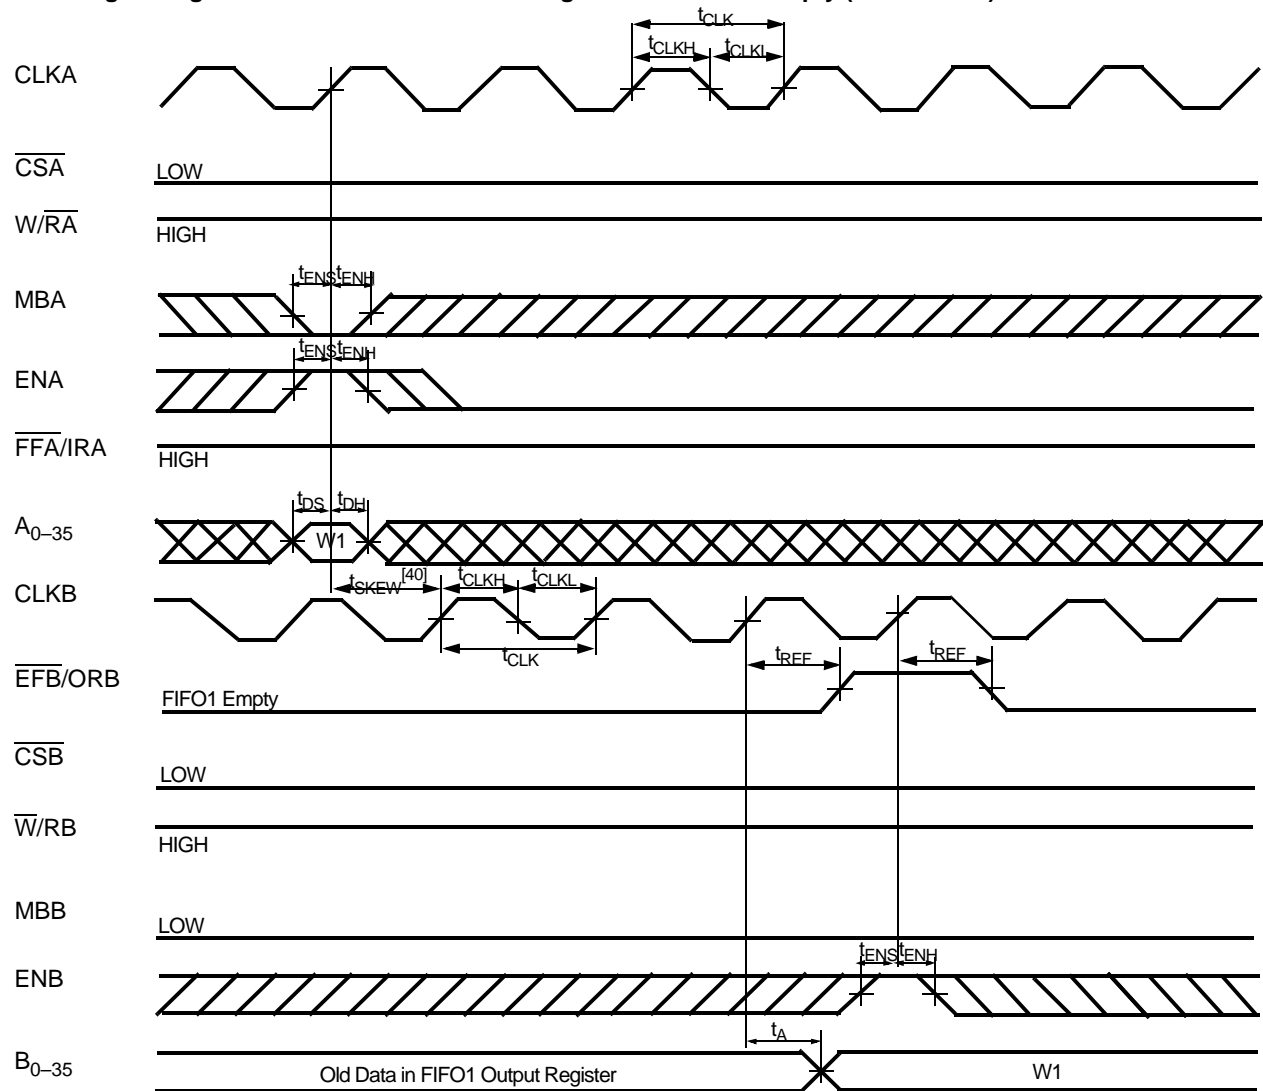 tCLK
tCLKH tCLKL
CLKA
CSA
LOW
W/RA
HIGH
tENS tENH
MBA
tENS tENH
ENA
FFA/IRA
HIGH
tDS tDH
A0–35
W1
CLKB
tSKEW[40] tCLKH tCLKL
tCLK
tREF tREF
EFB/ORB
FIFO1 Empty
CSB
LOW
W/RB
HIGH
MBB
LOW
tENS tENH
ENB
tA
B0–35
Old Data in FIFO1 Output Register
W1